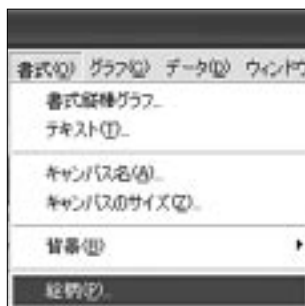 書式(O) グラフ(G) データ(D) ウィンドウ
書式縦棒グラフ...
テキスト(T)...
キャンバス名(A)...
キャンバスのサイズ(Z)...
背景(B)
絵柄(P)...